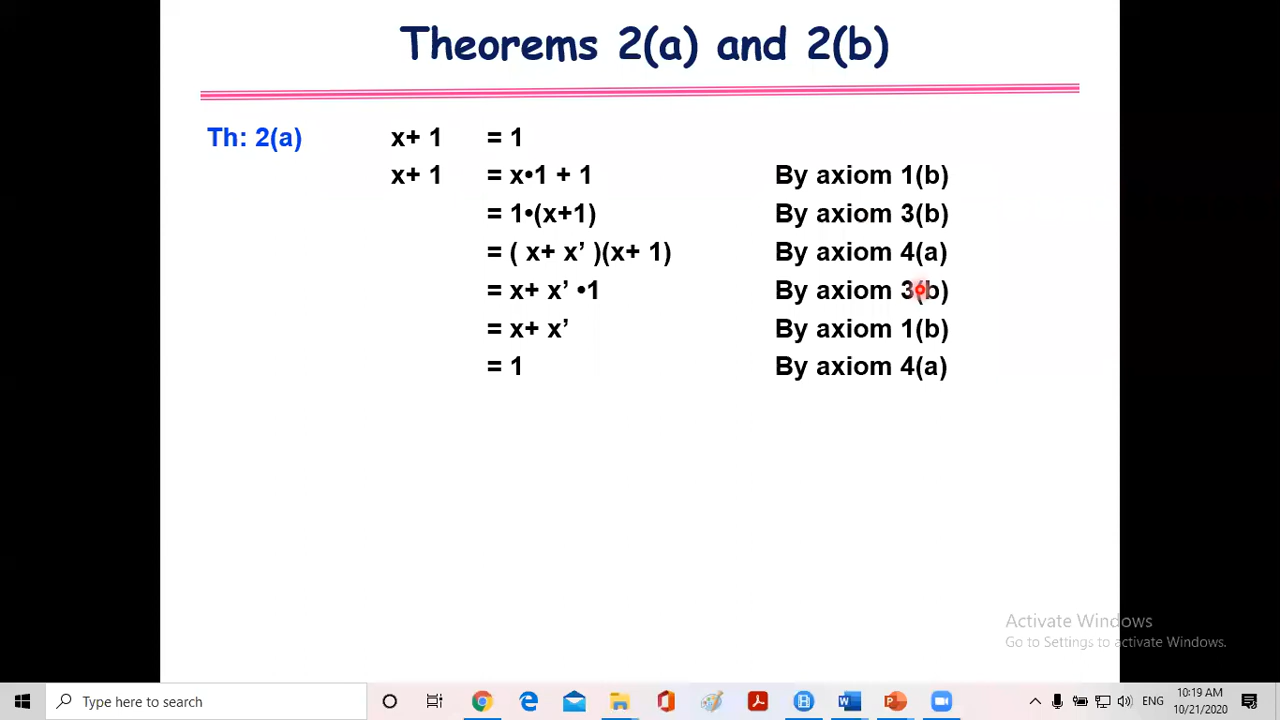 Theorems 2(a) and 2(b)
Th: 2(a) x+ 1 = 1
x+ 1 = x•1 + 1 By axiom 1(b)
= 1•(x+1) By axiom 3(b)
= ( x+ x’ )(x+ 1) By axiom 4(a)
= x+ x’ •1 By axiom 3(b)
= x+ x’ By axiom 1(b)
= 1 By axiom 4(a)
Activate Windows
Go to Settings to activate Windows.
Type here to search
ENG
10:19 AM
10/21/2020